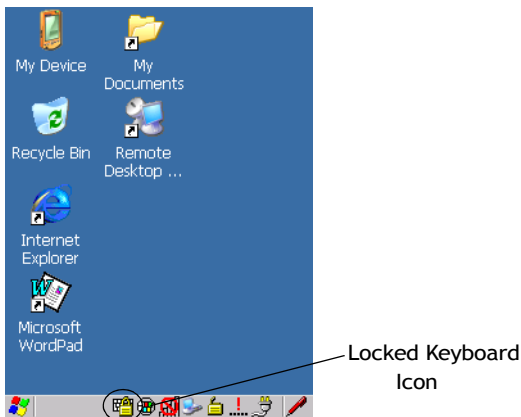 My Device
My
Documents
Recycle Bin
Remote
Desktop ...
Internet
Explorer
Microsoft
WordPad
Locked Keyboard
Icon